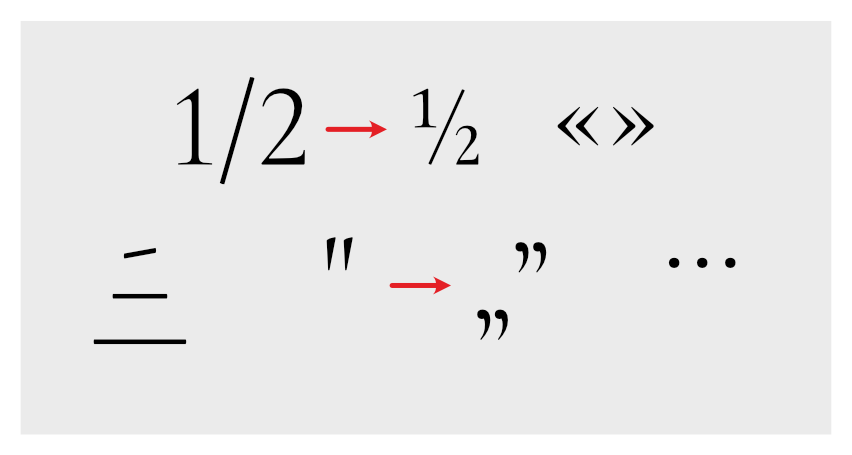 1/2 → ½ «»
-
–
—
" → „”
…